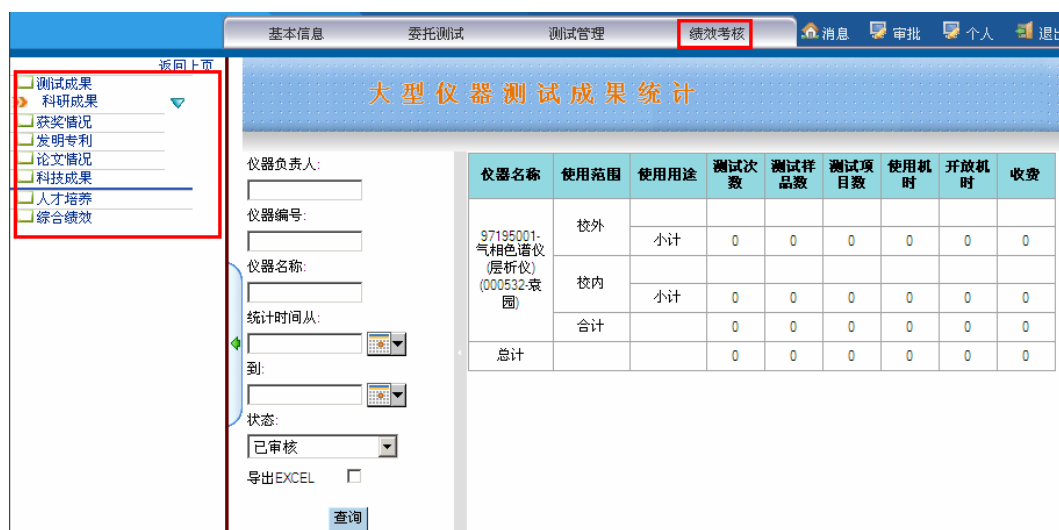 基本信息 委托测试 测试管理 绩效考核 消息 审批 个人 退出
返回上页
测试成果
科研成果
获奖情况
发明专利
论文情况
科技成果
人才培养
综合绩效
大型仪器测试成果统计
仪器负责人:
仪器编号:
仪器名称:
统计时间从:
到:
状态:
已审核
导出EXCEL
查询
仪器名称 使用范围 使用用途 测试次数 测试样品数 测试项目数 使用机时 开放机时 收费
97195001-
气相色谱仪
(层析仪)
(000532-袁
园)
校外
小计 0 0 0 0 0 0
校内
小计 0 0 0 0 0 0
合计 0 0 0 0 0 0
总计 0 0 0 0 0 0